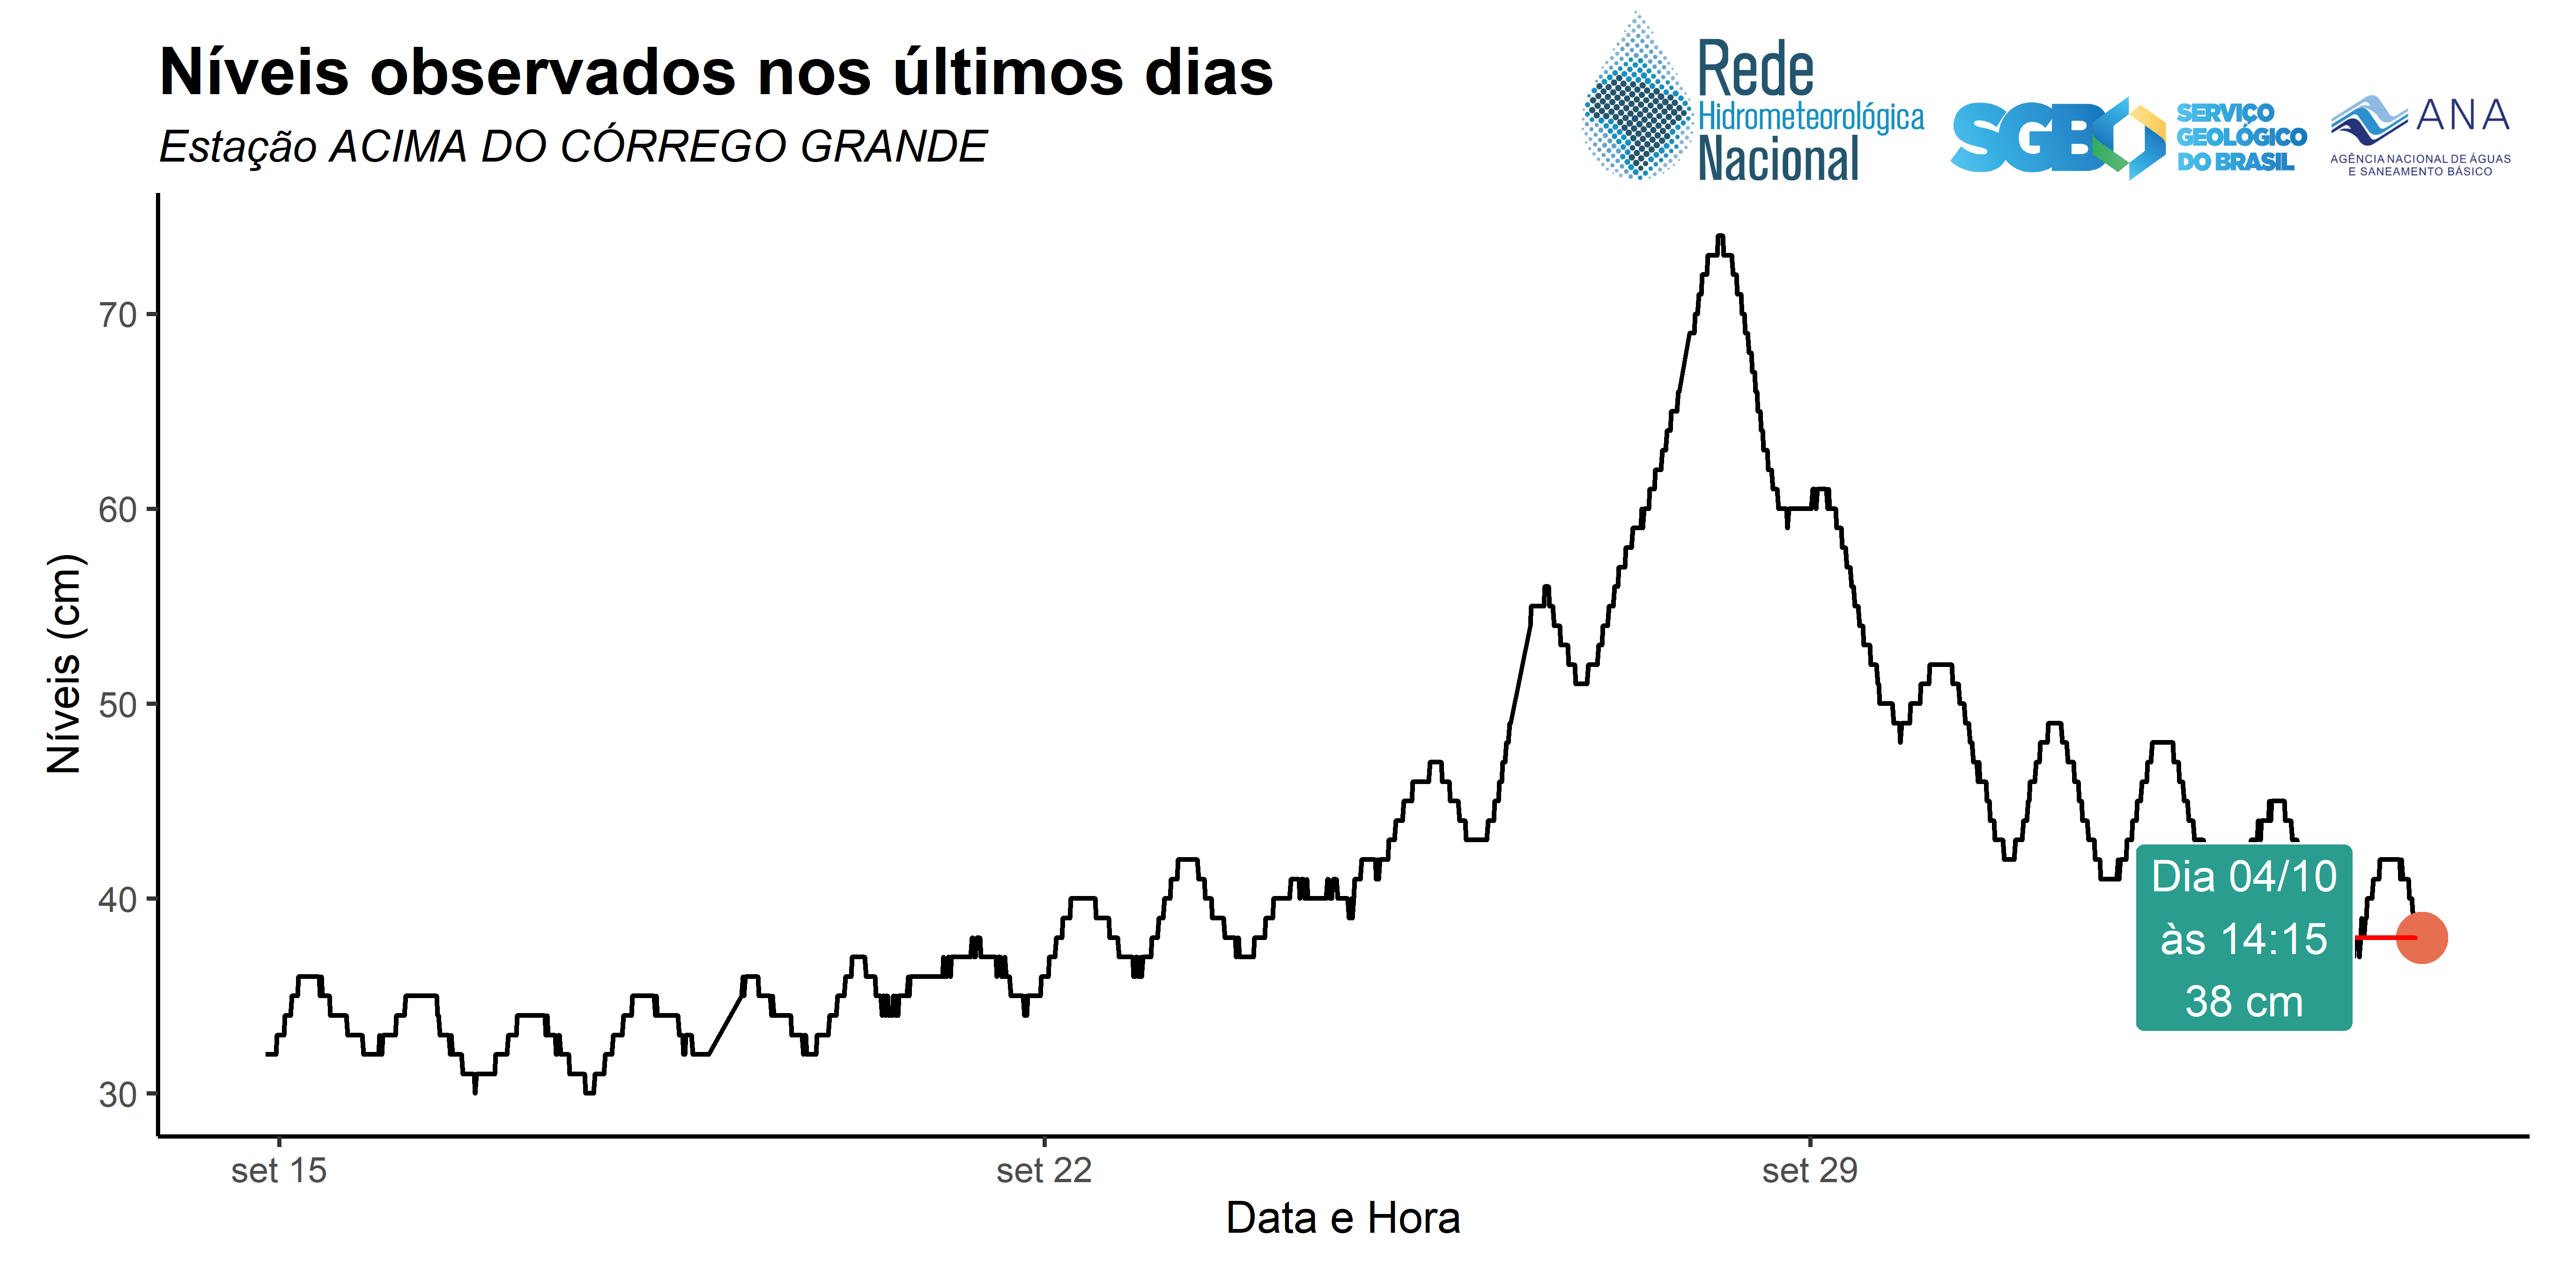 Níveis observados nos últimos dias
Estação ACIMA DO CÓRREGO GRANDE
Rede
Hidrometeorológica
Nacional
SGB
SERVIÇO
GEOLÓGICO
DO BRASIL
ANA
AGÊNCIA NACIONAL DE ÁGUAS
E SANEAMENTO BÁSICO
Níveis (cm)
70
60
50
40
30
Dia 04/10
às 14:15
38 cm
set 15
set 22
set 29
Data e Hora